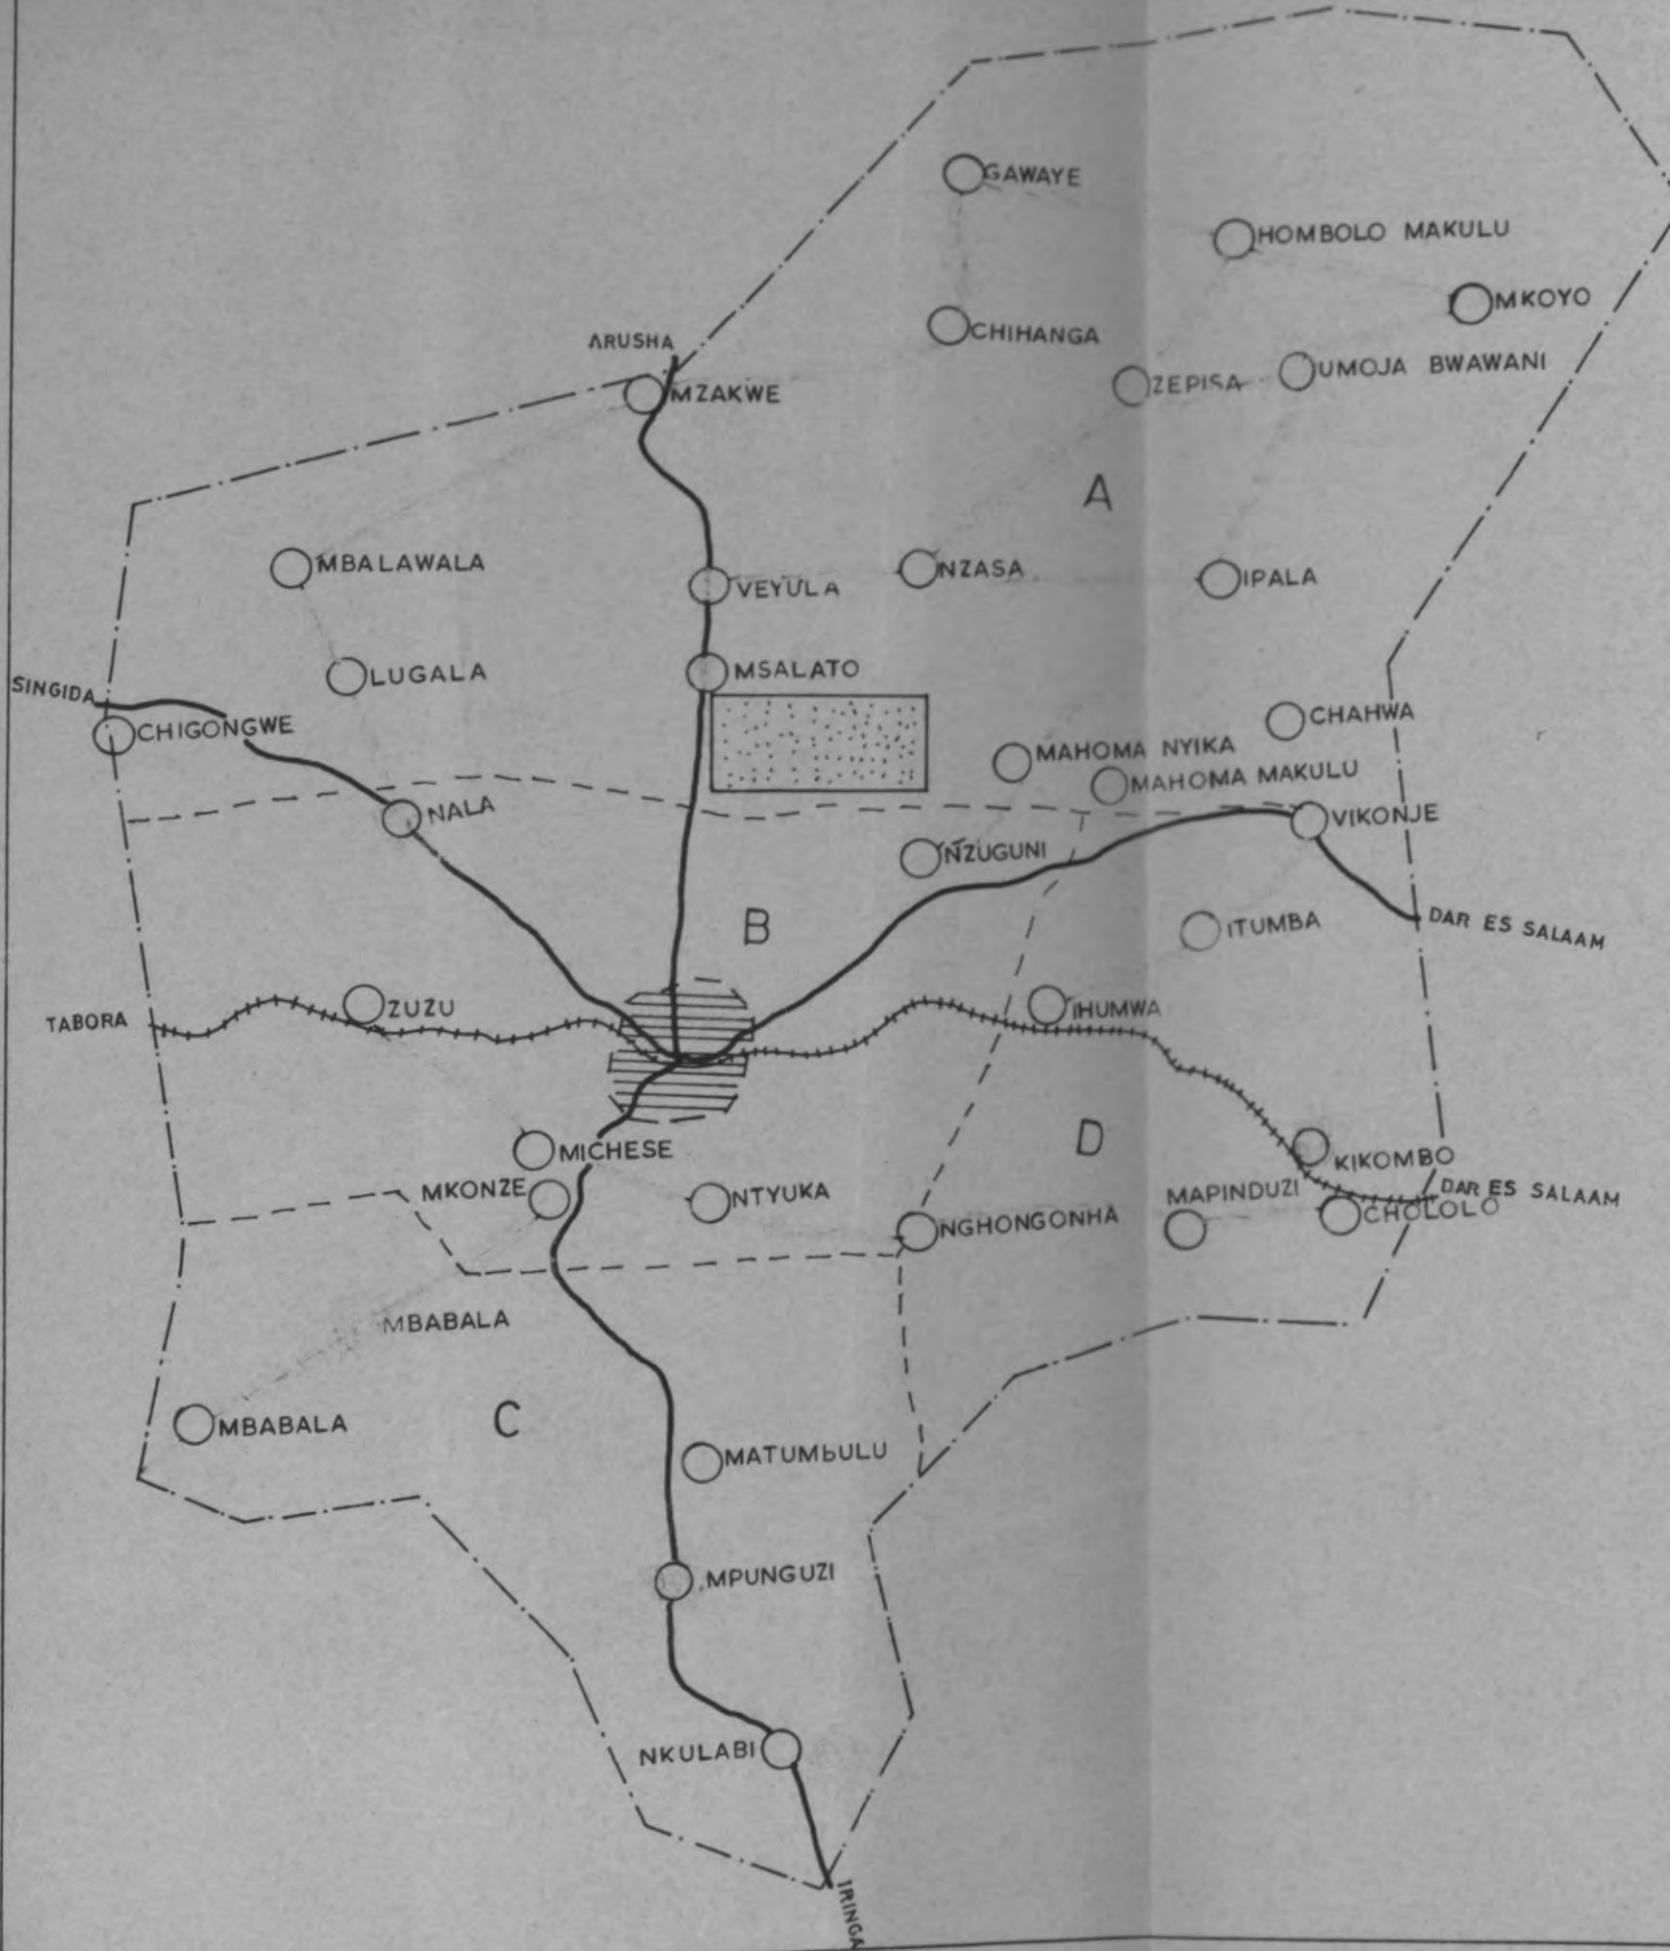 GAWAYE
HOMBOLO MAKULU
MKOYO
CHIHANGA
ARUSHA
UMOJA BWAWANI
ZEPISA
MZAKWE
A
MBALAWALA
NZASA
IPALA
VEYULA
LUGALA
MSALATO
SINGIDA
CHIGONGWE
CHAHWA
MAHOMA NYIKA
MAHOMA MAKULU
NALA
VIKONJE
NZUGUNI
B
ITUMBA
DAR ES SALAAM
ZUZU
IHUMWA
TABORA
D
MICHESE
KIKOMBO
MKONZE
NTYUKA
MAPINDUZI
DAR ES SALAAM
CHOLOLO
NGHONGONHA
MBABALA
C
MBABALA
MATUMBULU
MPUNGUZI
NKULABI
IRINGA